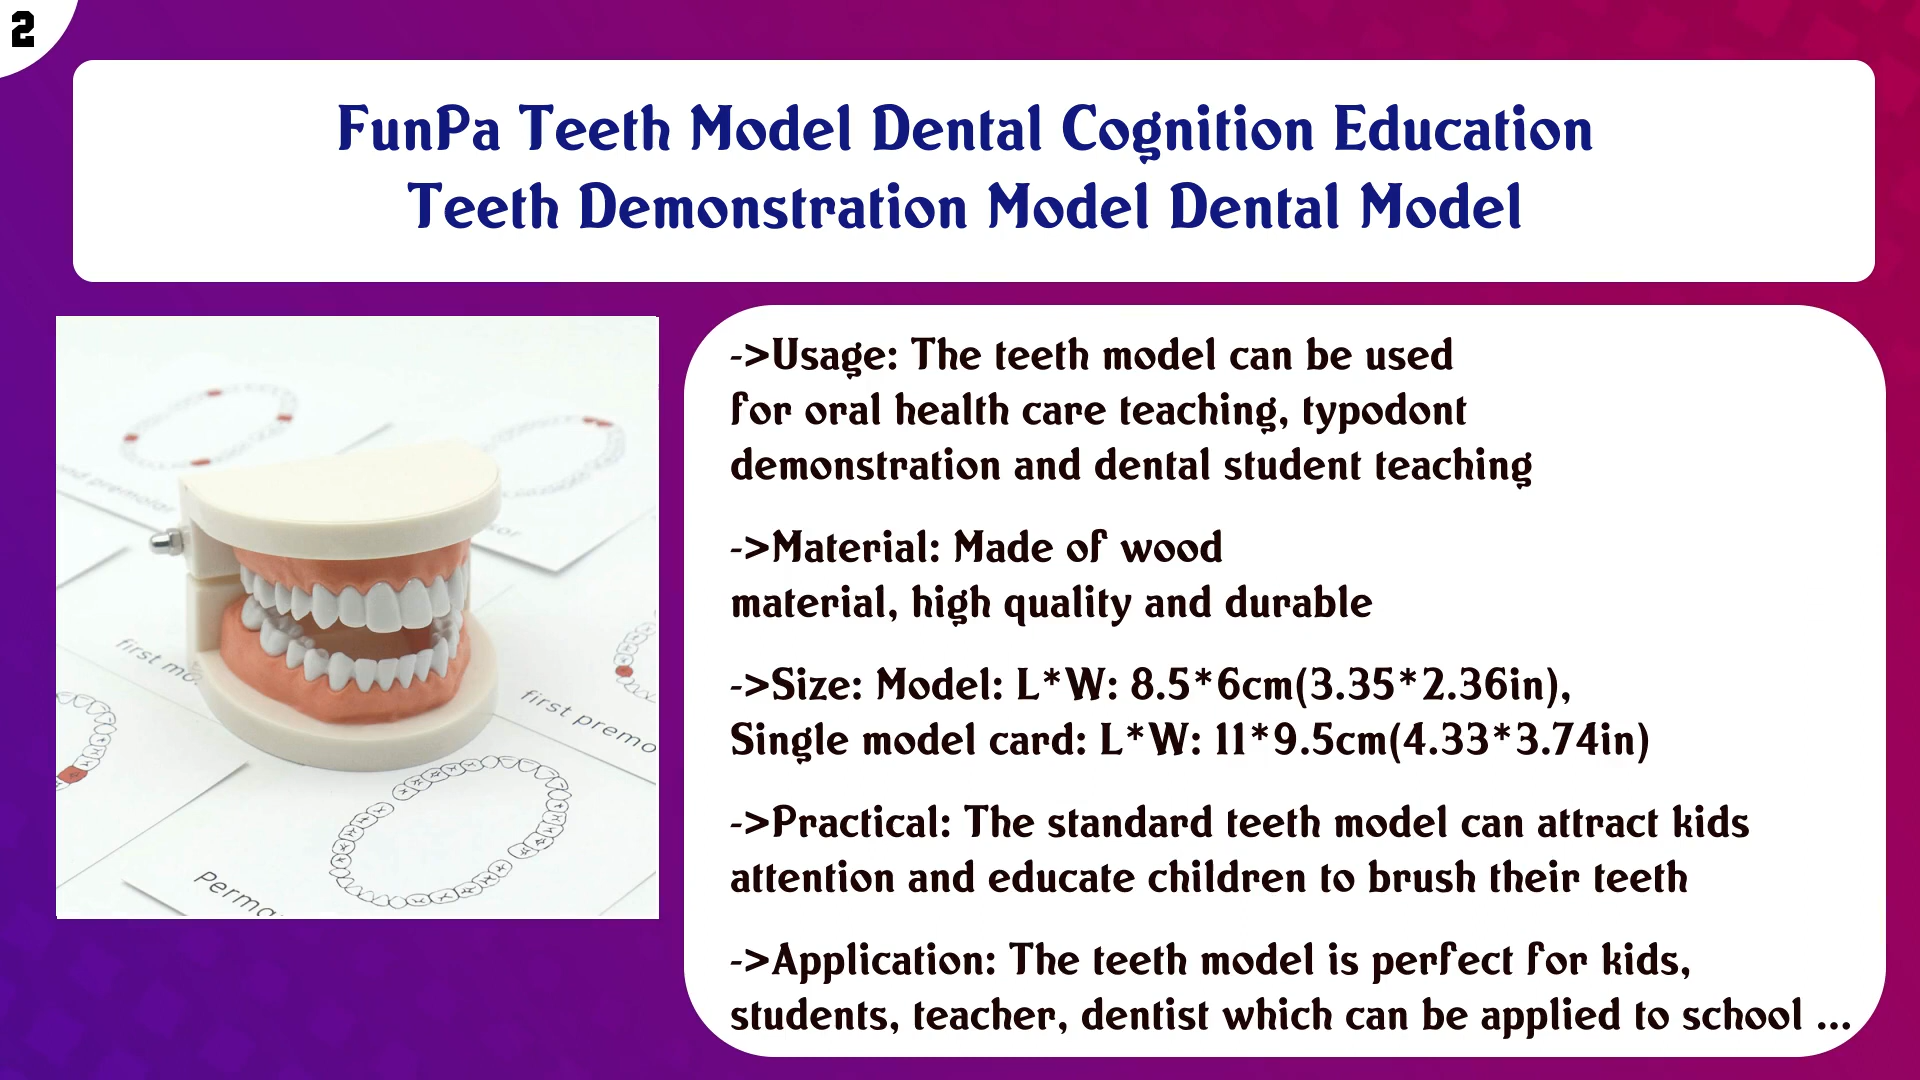 2
FunPa Teeth Model Dental Cognition Education
Teeth Demonstration Model Dental Model
->Usage: The teeth model can be used
for oral health care teaching, typodont
demonstration and dental student teaching
->Material: Made of wood
material, high quality and durable
->Size: Model: L*W: 8.5*6cm(3.35*2.36in),
Single model card: L*W: 11*9.5cm(4.33*3.74in)
->Practical: The standard teeth model can attract kids
attention and educate children to brush their teeth
->Application: The teeth model is perfect for kids,
students, teacher, dentist which can be applied to school ...
premolar
first mo
first premo
Perma